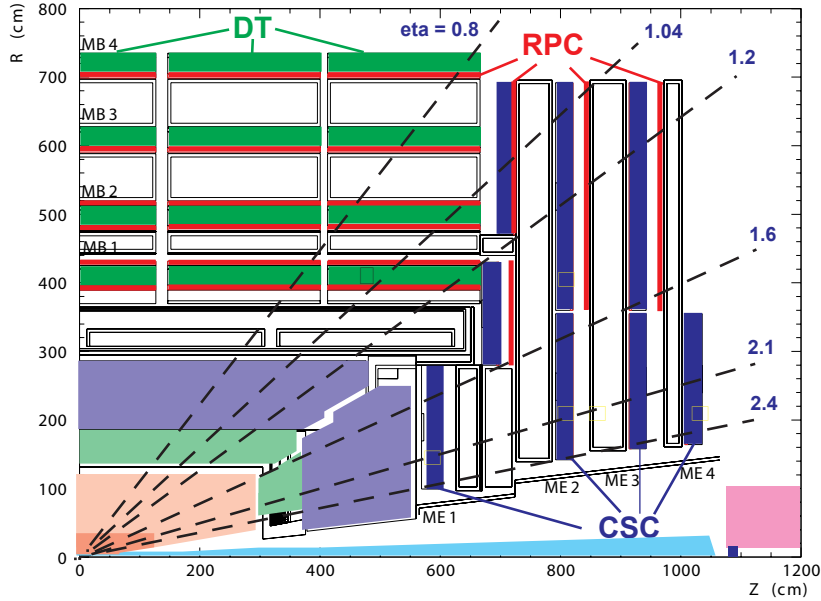 800
700
600
500
400
300
200
100
0
R (cm)
0
200
400
600
800
1000
1200
Z (cm)
MB 4
MB 3
MB 2
MB 1
DT
eta = 0.8
RPC
1.04
1.2
1.6
2.1
2.4
ME 1
ME 2
ME 3
ME 4
CSC